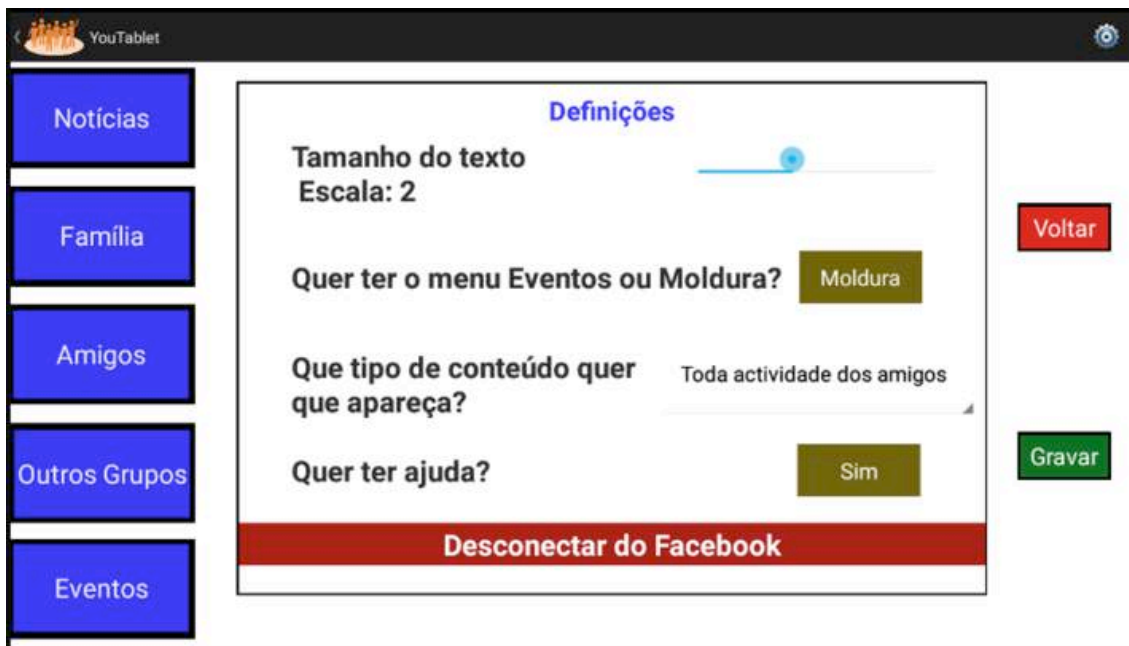 YouTablet
Notícias
Família
Amigos
Outros Grupos
Eventos
Definições
Tamanho do texto
Escala: 2
Quer ter o menu Eventos ou Moldura? Moldura
Que tipo de conteúdo quer
que apareça?
Toda actividade dos amigos
Quer ter ajuda? Sim
Desconectar do Facebook
Voltar
Gravar